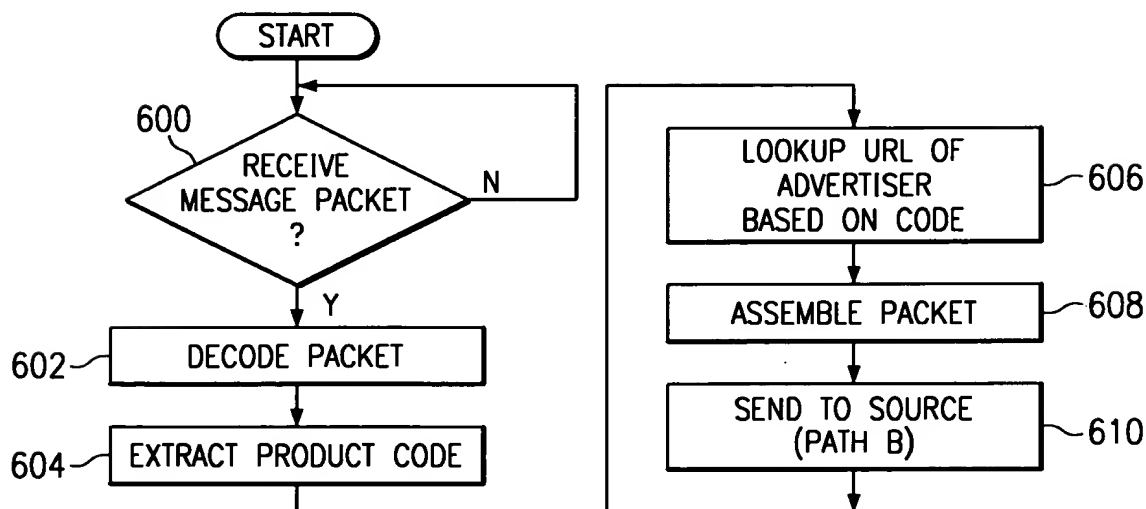 START
600
RECEIVE
MESSAGE PACKET
?
N
Y
602
DECODE PACKET
604
EXTRACT PRODUCT CODE
LOOKUP URL OF
ADVERTISER
BASED ON CODE
606
ASSEMBLE PACKET
608
SEND TO SOURCE
(PATH B)
610